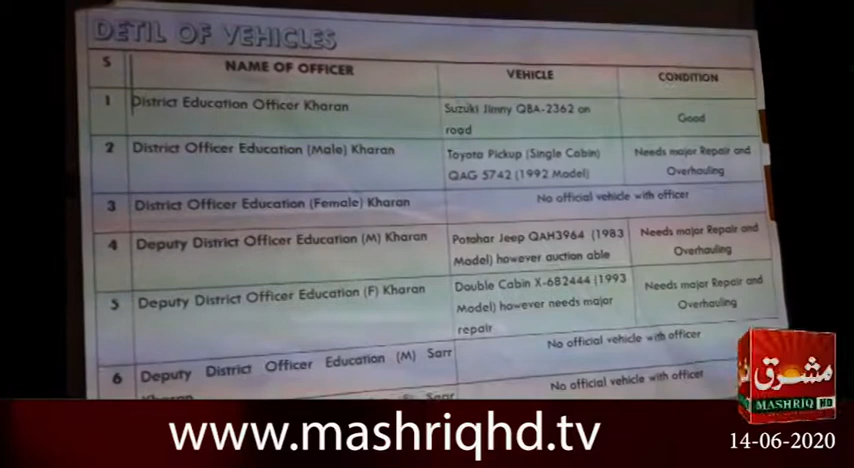 DETIL OF VEHICLES
S NAME OF OFFICER VEHICLE CONDITION
1 District Education Officer Kharan Suzuki Jimny QBA-2362 on road Good
2 District Officer Education (Male) Kharan Toyota Pickup (Single Cabin) QAG 5742 (1992 Model) Needs major Repair and Overhauling
3 District Officer Education (Female) Kharan No official vehicle with officer
4 Deputy District Officer Education (M) Kharan Potohar Jeep QAH3964 (1983 Model) however auction able Needs major Repair and Overhauling
5 Deputy District Officer Education (F) Kharan Double Cabin X-682444 (1993 Model) however needs major repair Needs major Repair and Overhauling
6 Deputy District Officer Education (M) Sarr Kharan No official vehicle with officer
No official vehicle with officer
مشرق
MASHRIQ HD
www.mashriqhd.tv
14-06-2020